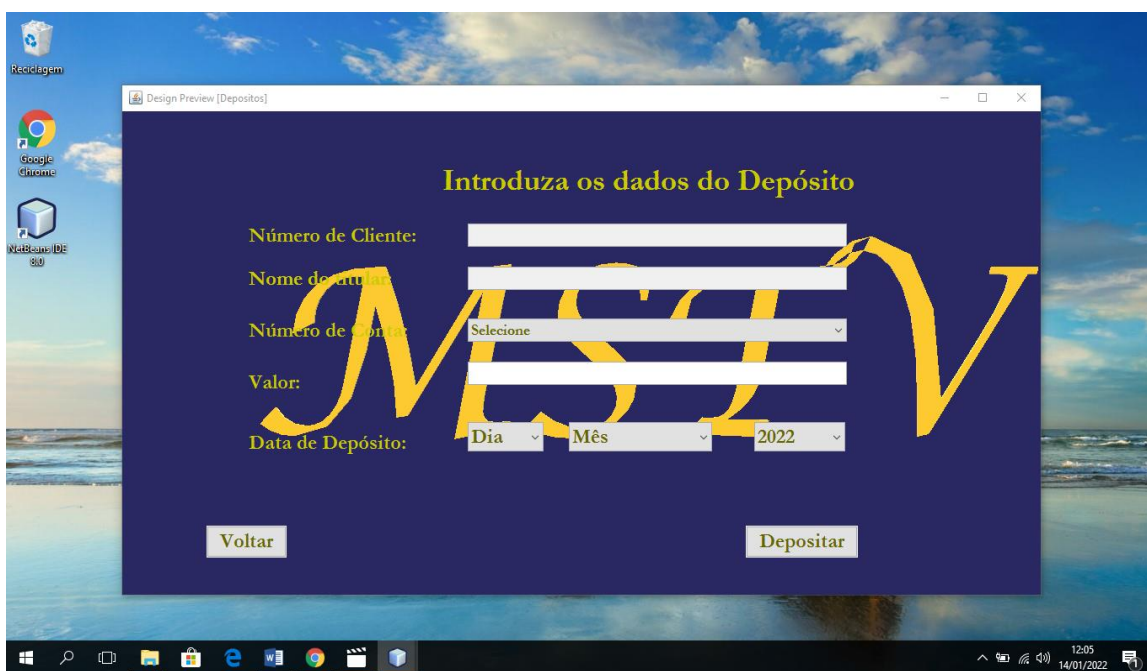 Reciclagem
Google
Chrome
NetBeans IDE
8.0
Design Preview [Depositos]
Introduza os dados do Depósito
Número de Cliente:
Nome do titular:
Número de Conta: Selecione
Valor:
Data de Depósito: Dia Mês 2022
Voltar Depositar
12:05
14/01/2022